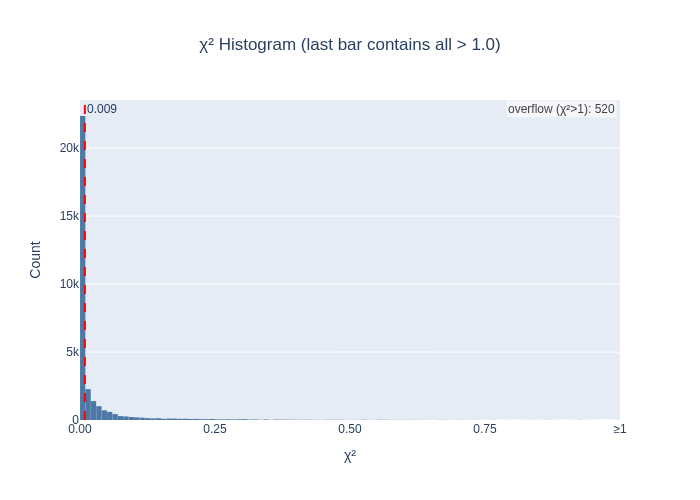 χ² Histogram (last bar contains all > 1.0)
0.009
overflow (χ²>1): 520
20k
15k
10k
5k
0
Count
0.00
0.25
0.50
0.75
≥1
χ²